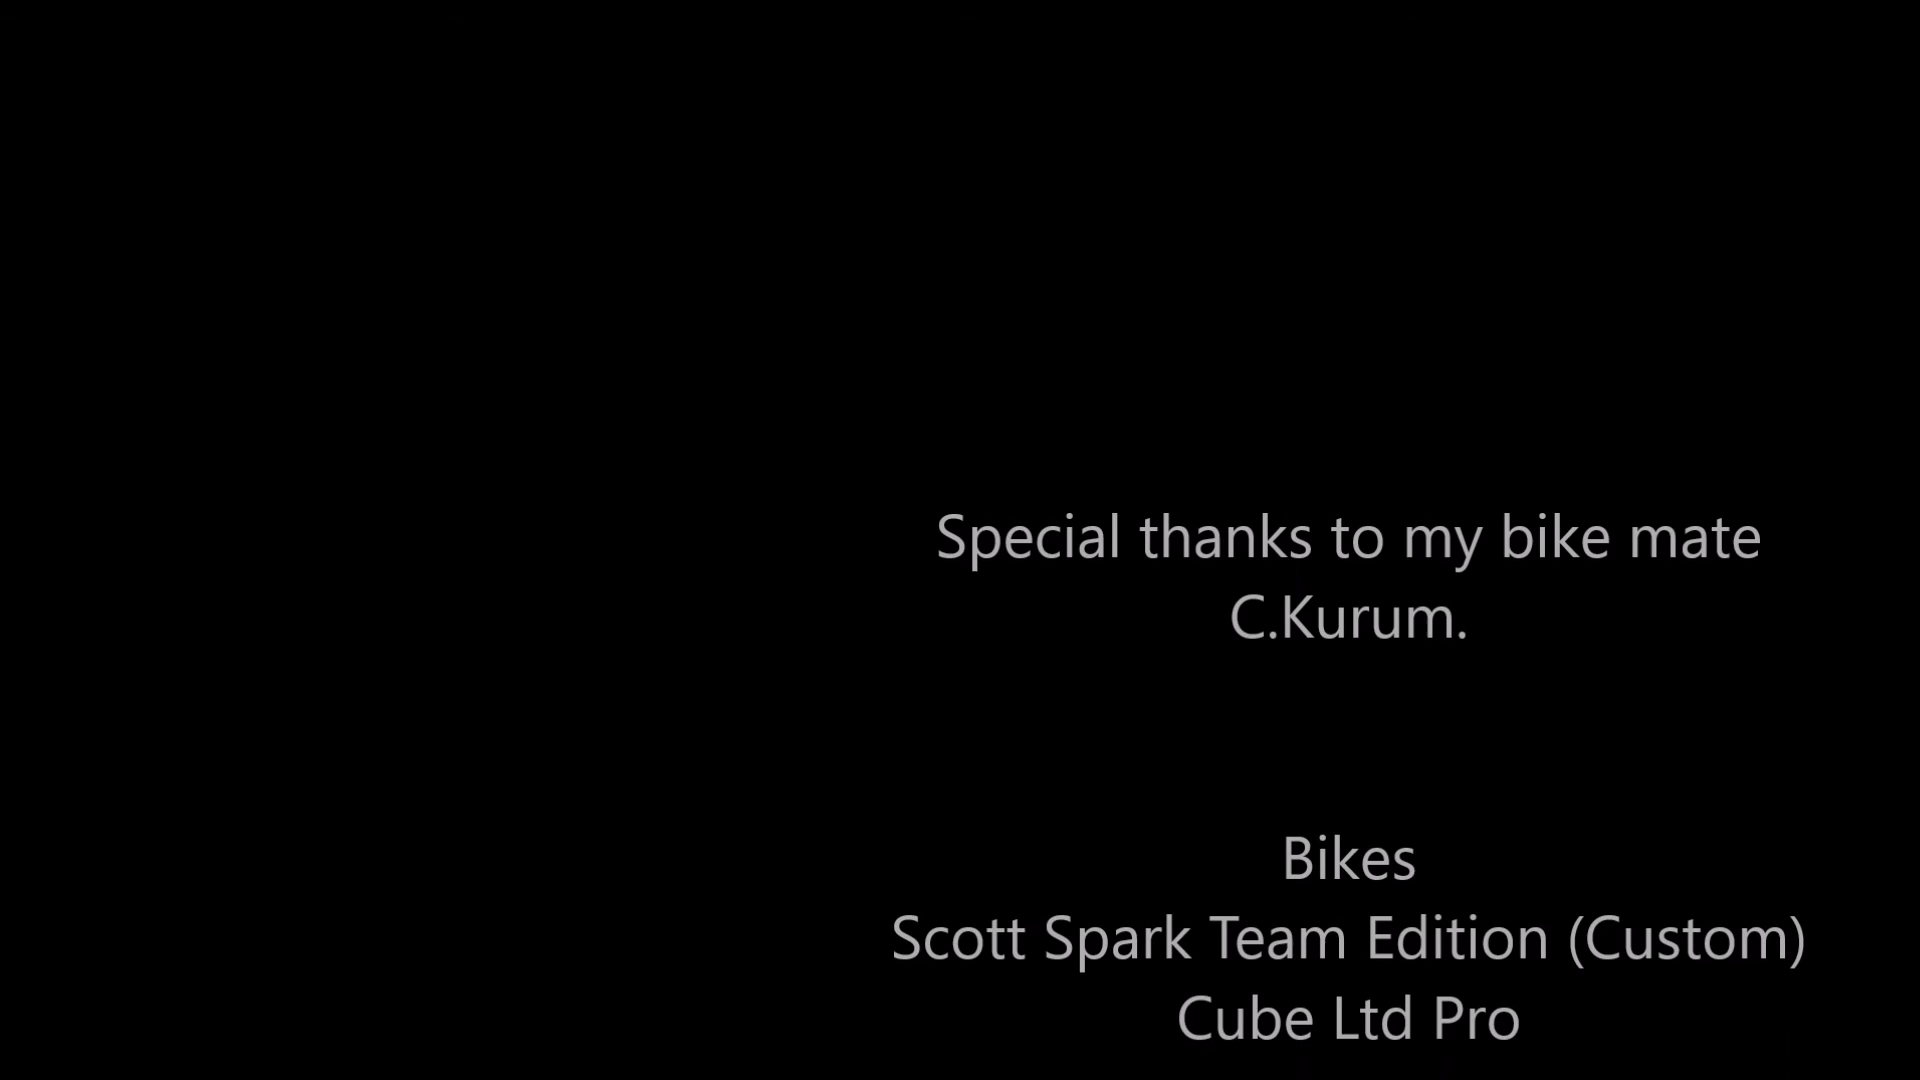 Special thanks to my bike mate
C.Kurum.
Bikes
Scott Spark Team Edition (Custom)
Cube Ltd Pro